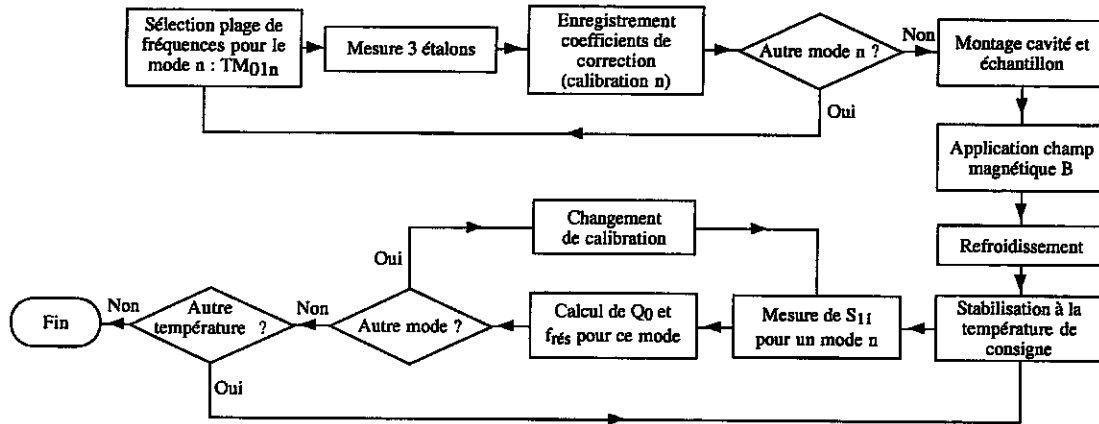 Sélection plage de
fréquences pour le
mode n : TM01n
Mesure 3 étalons
Enregistrement
coefficients de
correction
(calibration n)
Autre mode n ?
Non
Oui
Montage cavité et
échantillon
Application champ
magnétique B
Refroidissement
Stabilisation à la
température de
consigne
Mesure de S11
pour un mode n
Changement
de calibration
Calcul de Q0 et
frés pour ce mode
Oui
Autre mode ?
Non
Autre
température ?
Oui
Non
Fin